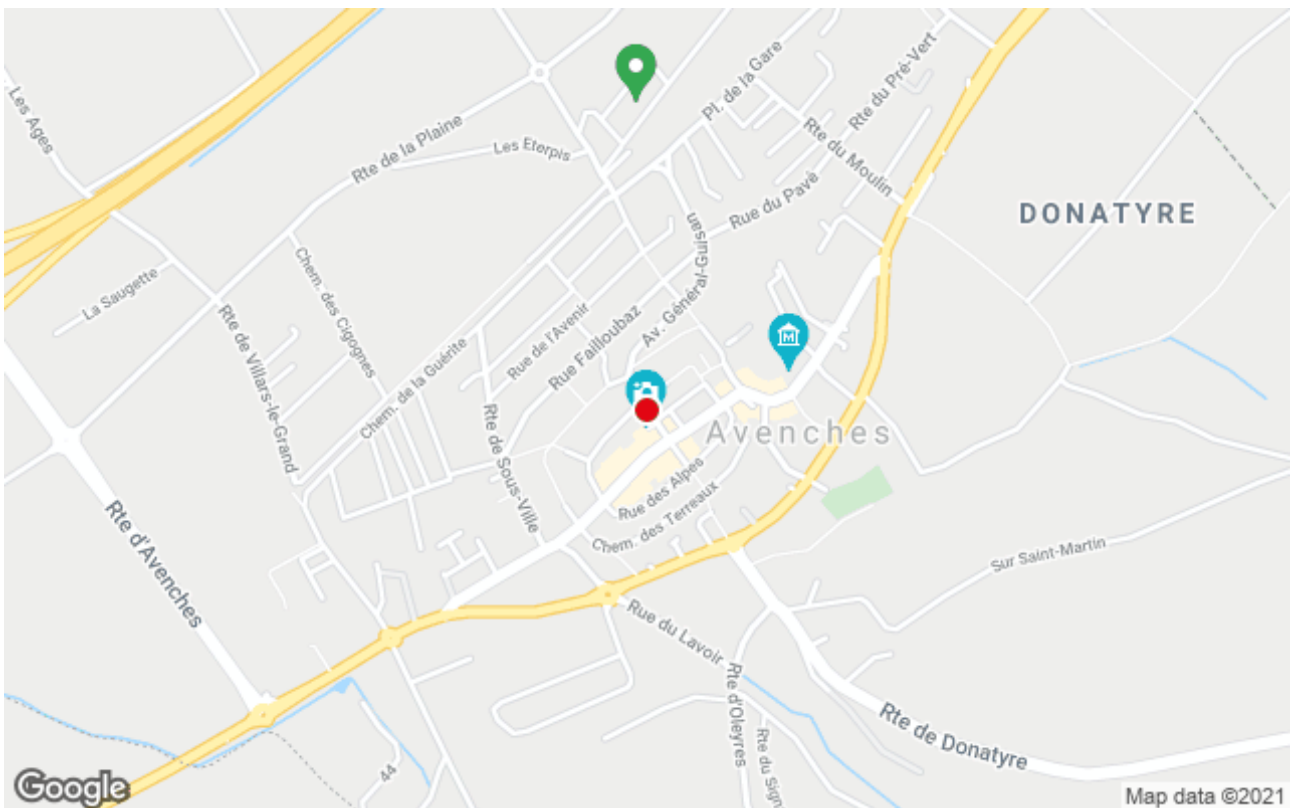 Les Ages
Rte de la Plaine
Les Eterpis
Pl. de la Gare
Rte du Pré-Vert
Rte du Moulin
Rue du Pavé
DONATYRE
La Saugette
Chem. des Cigognes
Rte de Villars-le-Grand
Chem. de la Guérite
Rue de l'Avenir
Rue Failloubaz
Av. Général-Guisan
M
Avenches
Rte de Sous-Ville
Rue des Alpes
Chem. des Terreaux
Rte d'Avenches
Sur Saint-Martin
Rue du Lavoir
Rte d'Oleyres
Rte du Sign
Rte de Donatyre
44
Google
Map data ©2021